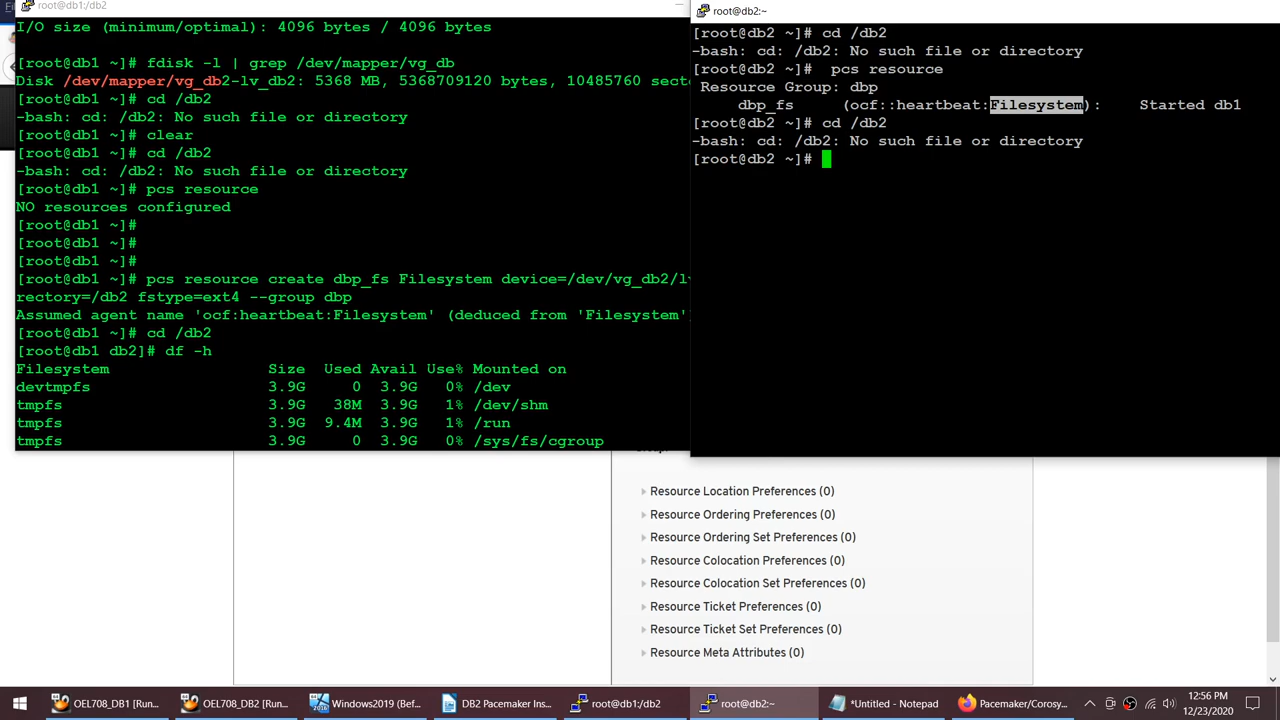 root@db1:/db2
I/O size (minimum/optimal): 4096 bytes / 4096 bytes
[root@db1 ~]# fdisk -l | grep /dev/mapper/vg_db
Disk /dev/mapper/vg_db2-lv_db2: 5368 MB, 5368709120 bytes, 10485760 secto
[root@db1 ~]# cd /db2
-bash: cd: /db2: No such file or directory
[root@db1 ~]# clear
[root@db1 ~]# cd /db2
-bash: cd: /db2: No such file or directory
[root@db1 ~]# pcs resource
NO resources configured
[root@db1 ~]#
[root@db1 ~]#
[root@db1 ~]#
[root@db1 ~]# pcs resource create dbp_fs Filesystem device=/dev/vg_db2/lv
rectory=/db2 fstype=ext4 --group dbp
Assumed agent name 'ocf:heartbeat:Filesystem' (deduced from 'Filesystem')
[root@db1 ~]# cd /db2
[root@db1 db2]# df -h
Filesystem Size Used Avail Use% Mounted on
devtmpfs 3.9G 0 3.9G 0% /dev
tmpfs 3.9G 38M 3.9G 1% /dev/shm
tmpfs 3.9G 9.4M 3.9G 1% /run
tmpfs 3.9G 0 3.9G 0% /sys/fs/cgroup
root@db2:~
[root@db2 ~]# cd /db2
-bash: cd: /db2: No such file or directory
[root@db2 ~]#  pcs resource
Resource Group: dbp
dbp_fs (ocf::heartbeat:Filesystem): Started db1
[root@db2 ~]# cd /db2
-bash: cd: /db2: No such file or directory
[root@db2 ~]#
Resource Location Preferences (0)
Resource Ordering Preferences (0)
Resource Ordering Set Preferences (0)
Resource Colocation Preferences (0)
Resource Colocation Set Preferences (0)
Resource Ticket Preferences (0)
Resource Ticket Set Preferences (0)
Resource Meta Attributes (0)
OEL708_DB1 [Run...
OEL708_DB2 [Run...
Windows2019 (Bef...
DB2 Pacemaker Ins...
root@db1:/db2
root@db2:~
*Untitled - Notepad
Pacemaker/Corosy...
12:56 PM
12/23/2020